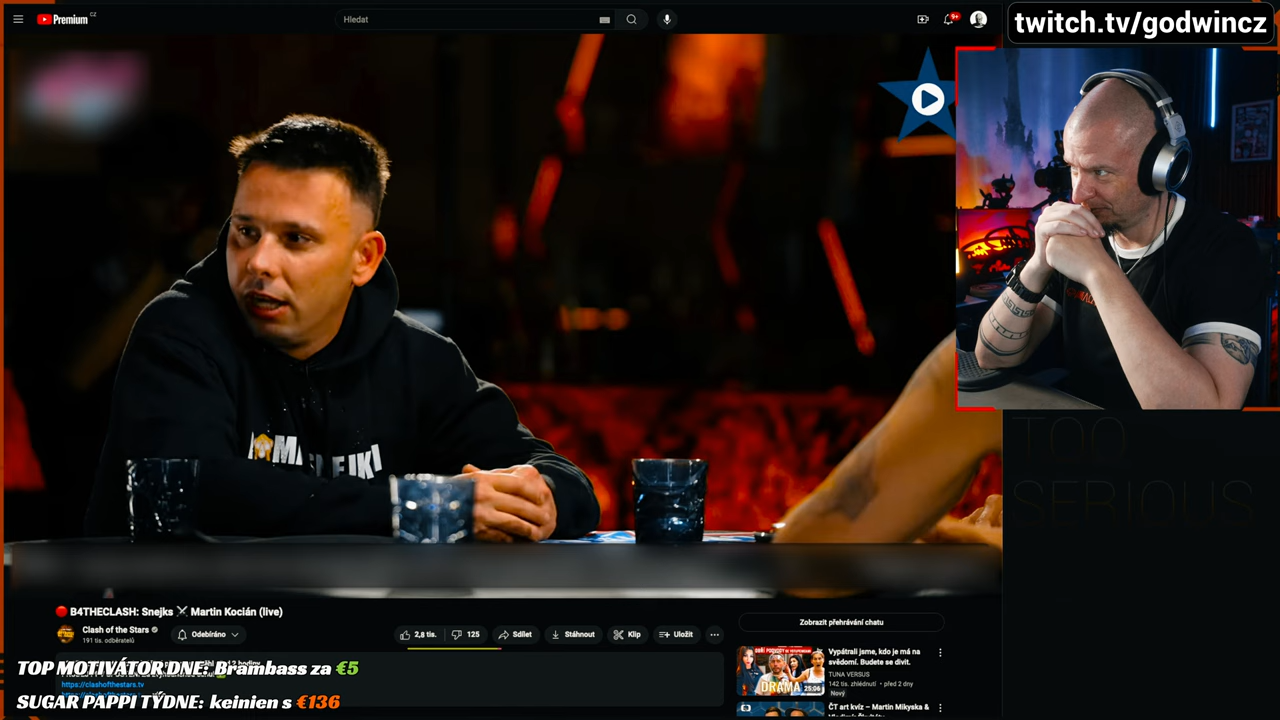 Premium CZ
Hledat
9+
twitch.tv/godwincz
TOO
SERIOUS
B4THECLASH: Snejks ⚔ Martin Kocián (live)
Clash of the Stars
191 tis. odběratelů
Odebíráno
2,8 tis.
125
Sdílet
Stáhnout
Klip
Uložit
Zobrazit přehrávání chatu
TOP MOTIVÁTOR DNE: Brambass za €5
https://clashofthestars.tv
SUGAR TAPPI TÝDNE: keinien s €136
DRAMA
25:06
Vypátrali jsme, kdo je má na
svědomí. Budete se divit.
TUNA VERSUS
142 tis. zhlédnutí • před 2 dny
Nový
ČT art kvíz – Martin Mikyska &